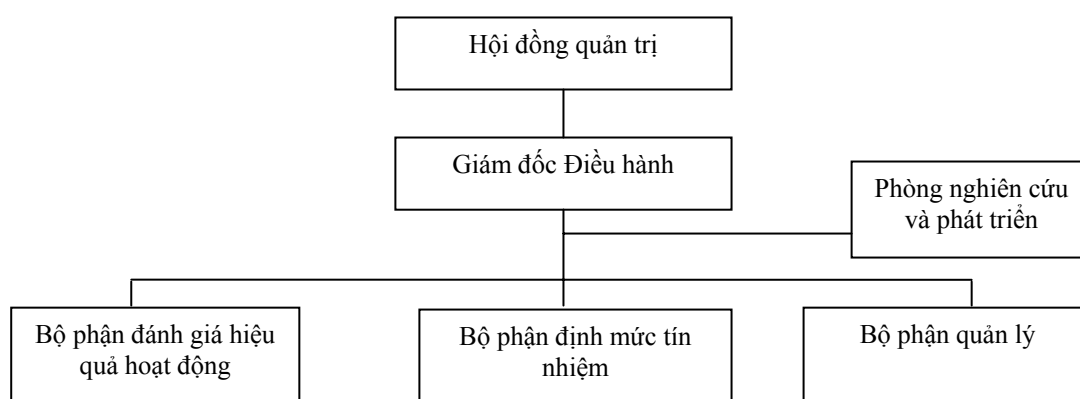 Hội đồng quản trị
Giám đốc Điều hành
Phòng nghiên cứu
và phát triển
Bộ phận đánh giá hiệu
quả hoạt động
Bộ phận định mức tín
nhiệm
Bộ phận quản lý